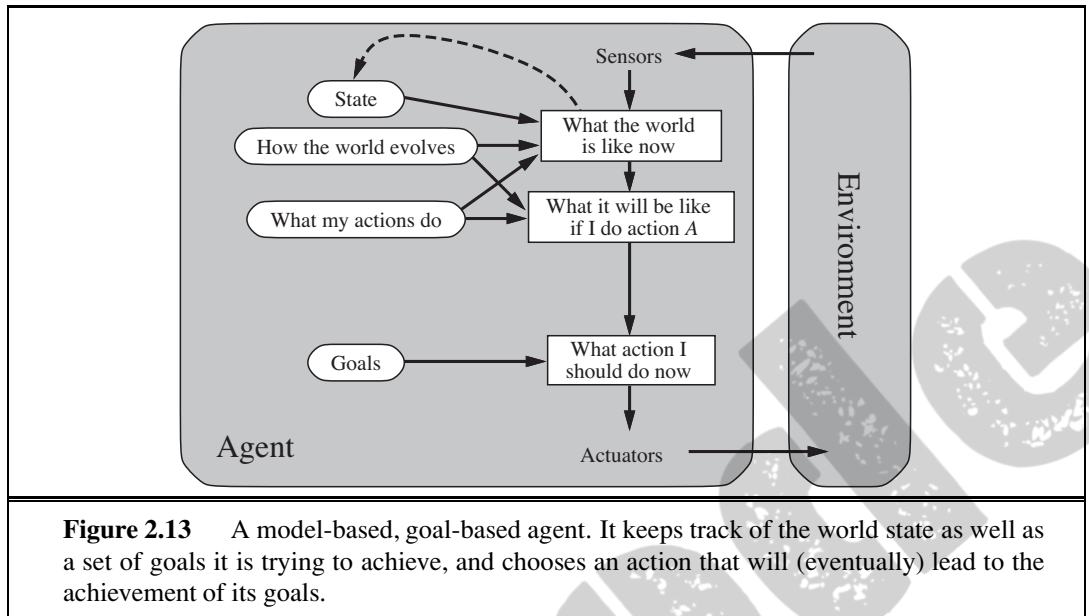 Sensors
State
What the world
is like now
How the world evolves
What my actions do
What it will be like
if I do action A
Environment
Goals
What action I
should do now
Agent
Actuators
Figure 2.13 A model-based, goal-based agent. It keeps track of the world state as well as
a set of goals it is trying to achieve, and chooses an action that will (eventually) lead to the
achievement of its goals.